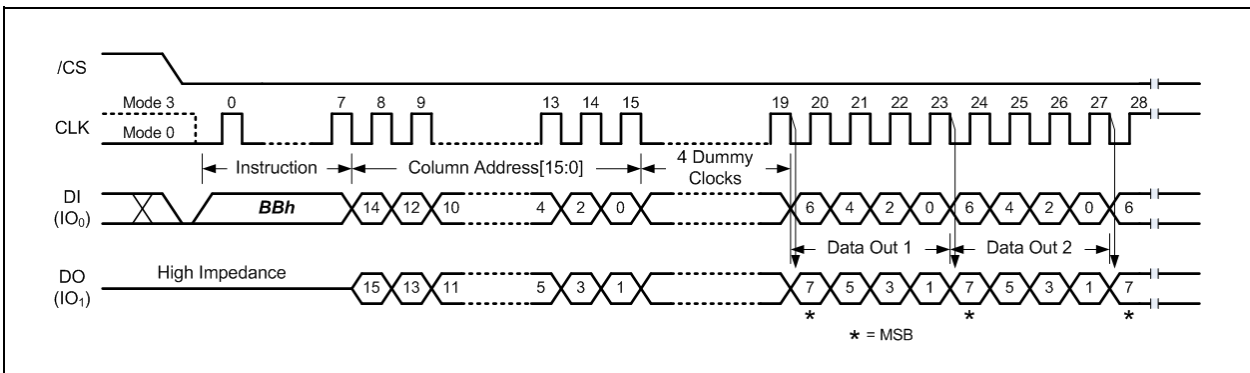 /CS
Mode 3 0 7 8 9 13 14 15 19 20 21 22 23 24 25 26 27 28
CLK Mode 0
Instruction Column Address[15:0] 4 Dummy Clocks
DI (IO0) BBh 14 12 10 4 2 0 6 4 2 0 6 4 2 0 6
Data Out 1 Data Out 2
DO (IO1) High Impedance 15 13 11 5 3 1 7 5 3 1 7 5 3 1 7
* * *
* = MSB